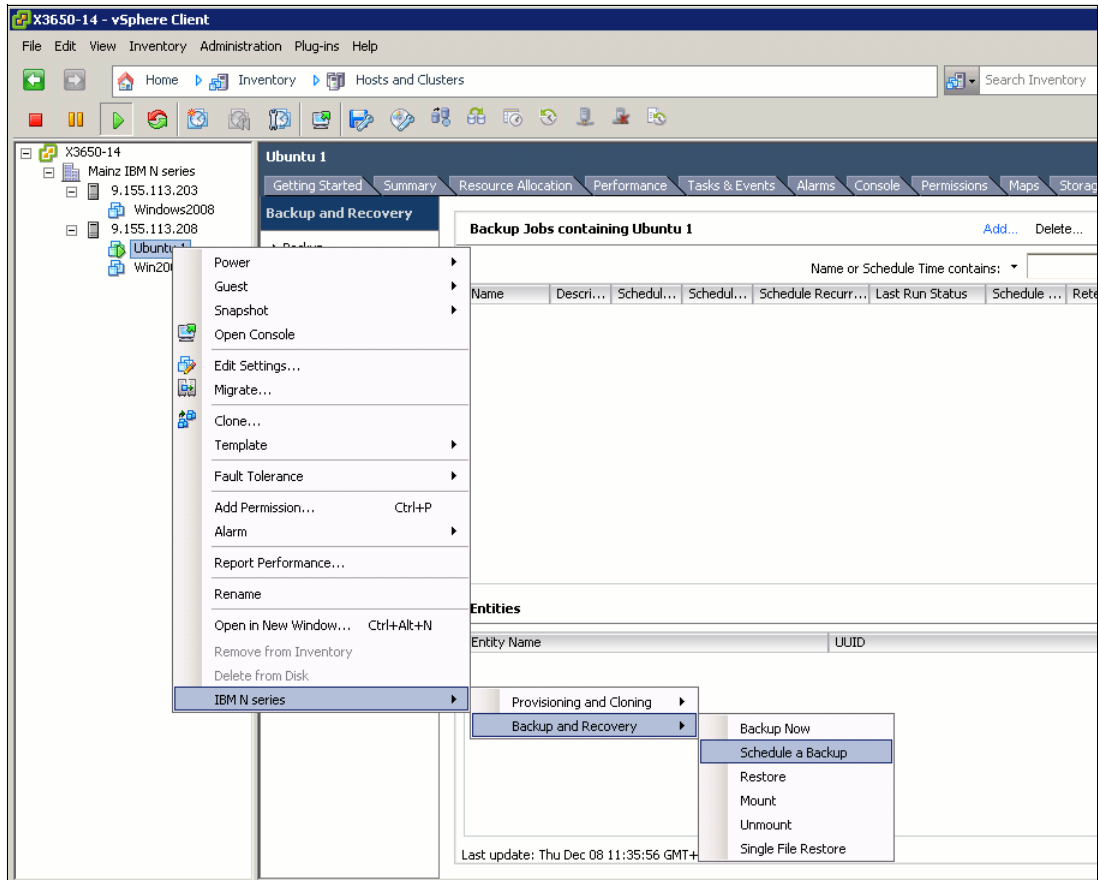 X3650-14 - vSphere Client
File Edit View Inventory Administration Plug-ins Help
Home Inventory Hosts and Clusters Search Inventory
X3650-14
Mainz IBM N series
9.155.113.203
Windows2008
9.155.113.208
Ubuntu 1
Ubuntu 1
Getting Started Summary Resource Allocation Performance Tasks & Events Alarms Console Permissions Maps
Backup and Recovery
Backup Jobs containing Ubuntu 1 Add... Delete...
Name or Schedule Time contains:
Name Descri... Schedul... Schedul... Schedule Recurr... Last Run Status Schedule ...
Power
Guest
Snapshot
Open Console
Edit Settings...
Migrate...
Clone...
Template
Fault Tolerance
Add Permission... Ctrl+P
Alarm
Report Performance...
Rename
Open in New Window... Ctrl+Alt+N
Remove from Inventory
Delete from Disk
IBM N series
Entities
Entity Name UUID
Provisioning and Cloning
Backup and Recovery
Backup Now
Schedule a Backup
Restore
Mount
Unmount
Single File Restore
Last update: Thu Dec 08 11:35:56 GMT+